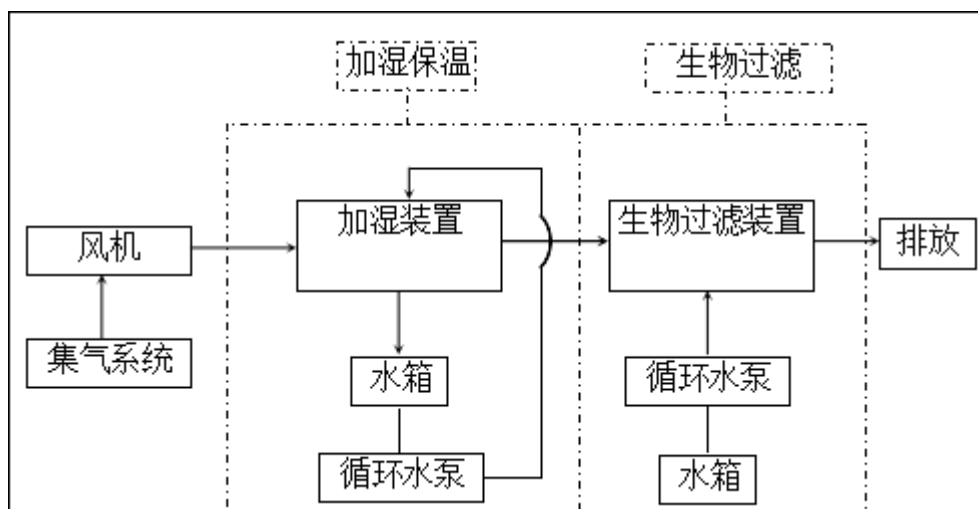 加湿保温
生物过滤
加湿装置
生物过滤装置
风机
排放
集气系统
水箱
循环水泵
循环水泵
水箱